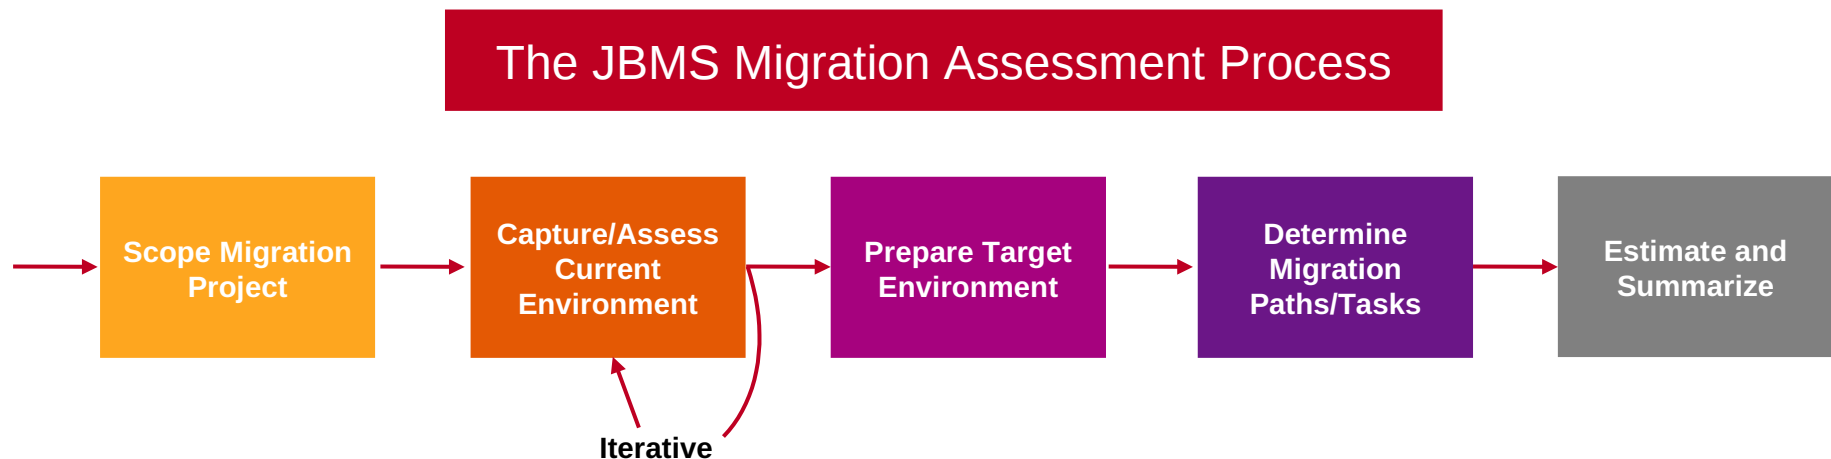 The JBMS Migration Assessment Process
Scope Migration
Project
Capture/Assess
Current
Environment
Prepare Target
Environment
Determine
Migration
Paths/Tasks
Estimate and
Summarize
Iterative